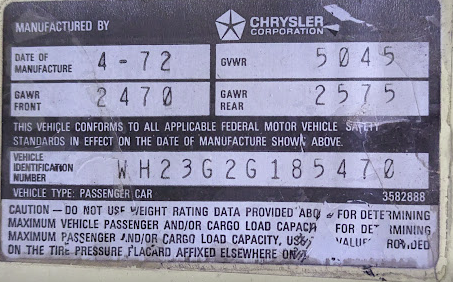 MANUFACTURED BY CHRYSLER CORPORATION
DATE OF MANUFACTURE 4-72 GVWR 5045
GAWR FRONT 2470 GAWR REAR 2575
THIS VEHICLE CONFORMS TO ALL APPLICABLE FEDERAL MOTOR VEHICLE SAFETY
STANDARDS IN EFFECT ON THE DATE OF MANUFACTURE SHOWN ABOVE.
VEHICLE IDENTIFICATION NUMBER WH23G2G185470
VEHICLE TYPE: PASSENGER CAR 3582888
CAUTION — DO NOT USE WEIGHT RATING DATA PROVIDED FOR DETERMINING
MAXIMUM VEHICLE PASSENGER AND/OR CARGO LOAD FOR
MAXIMUM PASSENGER AND/OR CARGO LOAD CAPACITY,
ON THE TIRE PRESSURE PLACARD AFFIXED ELSEWHERE